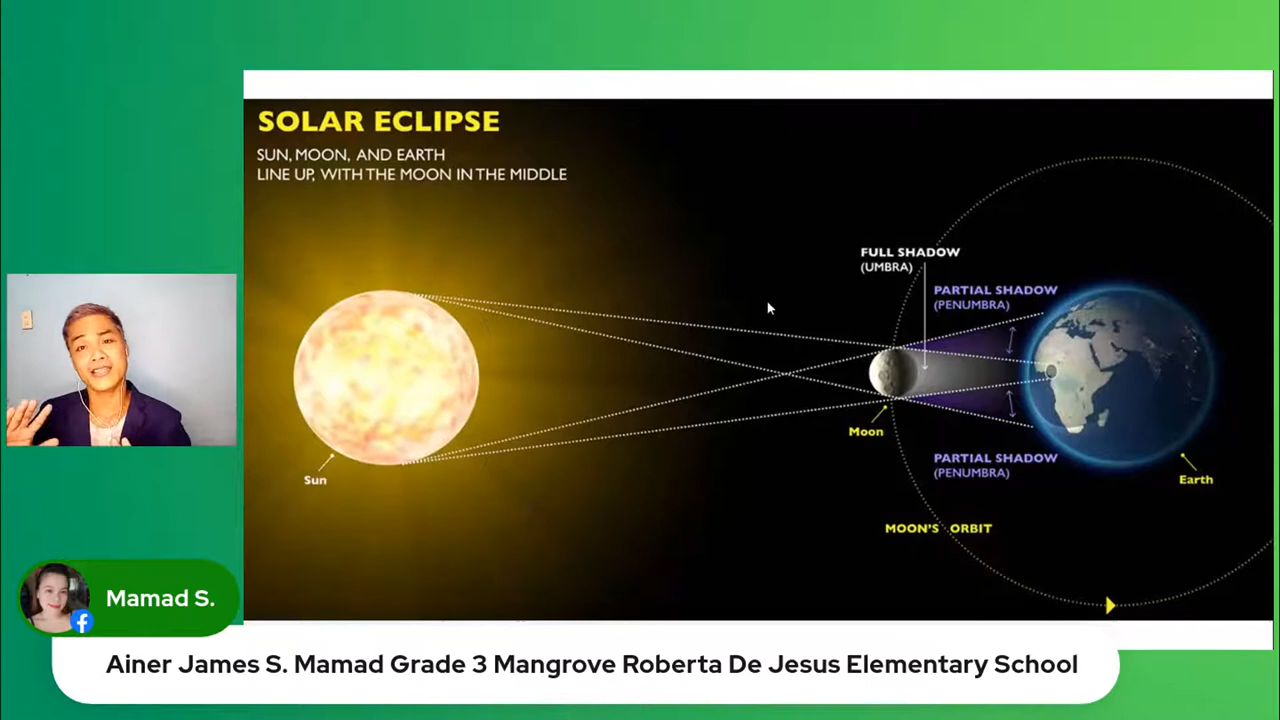 SOLAR ECLIPSE
SUN, MOON, AND EARTH
LINE UP, WITH THE MOON IN THE MIDDLE
FULL SHADOW
(UMBRA)
PARTIAL SHADOW
(PENUMBRA)
Moon
Sun
PARTIAL SHADOW
(PENUMBRA)
Earth
MOON'S ORBIT
Mamad S.
Ainer James S. Mamad Grade 3 Mangrove Roberta De Jesus Elementary School